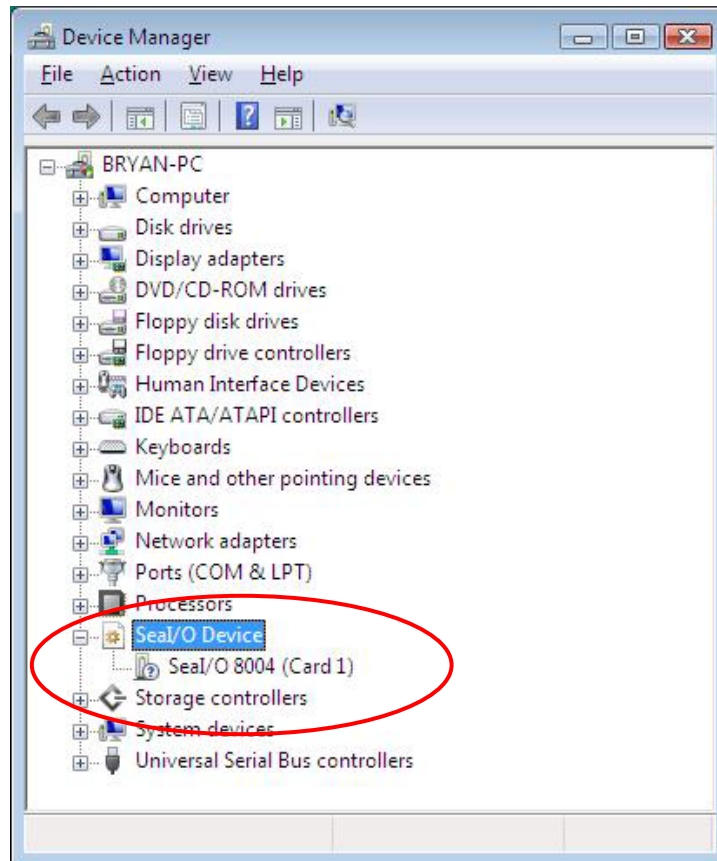 Device Manager
File Action View Help
BRYAN-PC
Computer
Disk drives
Display adapters
DVD/CD-ROM drives
Floppy disk drives
Floppy drive controllers
Human Interface Devices
IDE ATA/ATAPI controllers
Keyboards
Mice and other pointing devices
Monitors
Network adapters
Ports (COM & LPT)
Processors
SeaI/O Device
SeaI/O 8004 (Card 1)
Storage controllers
System devices
Universal Serial Bus controllers